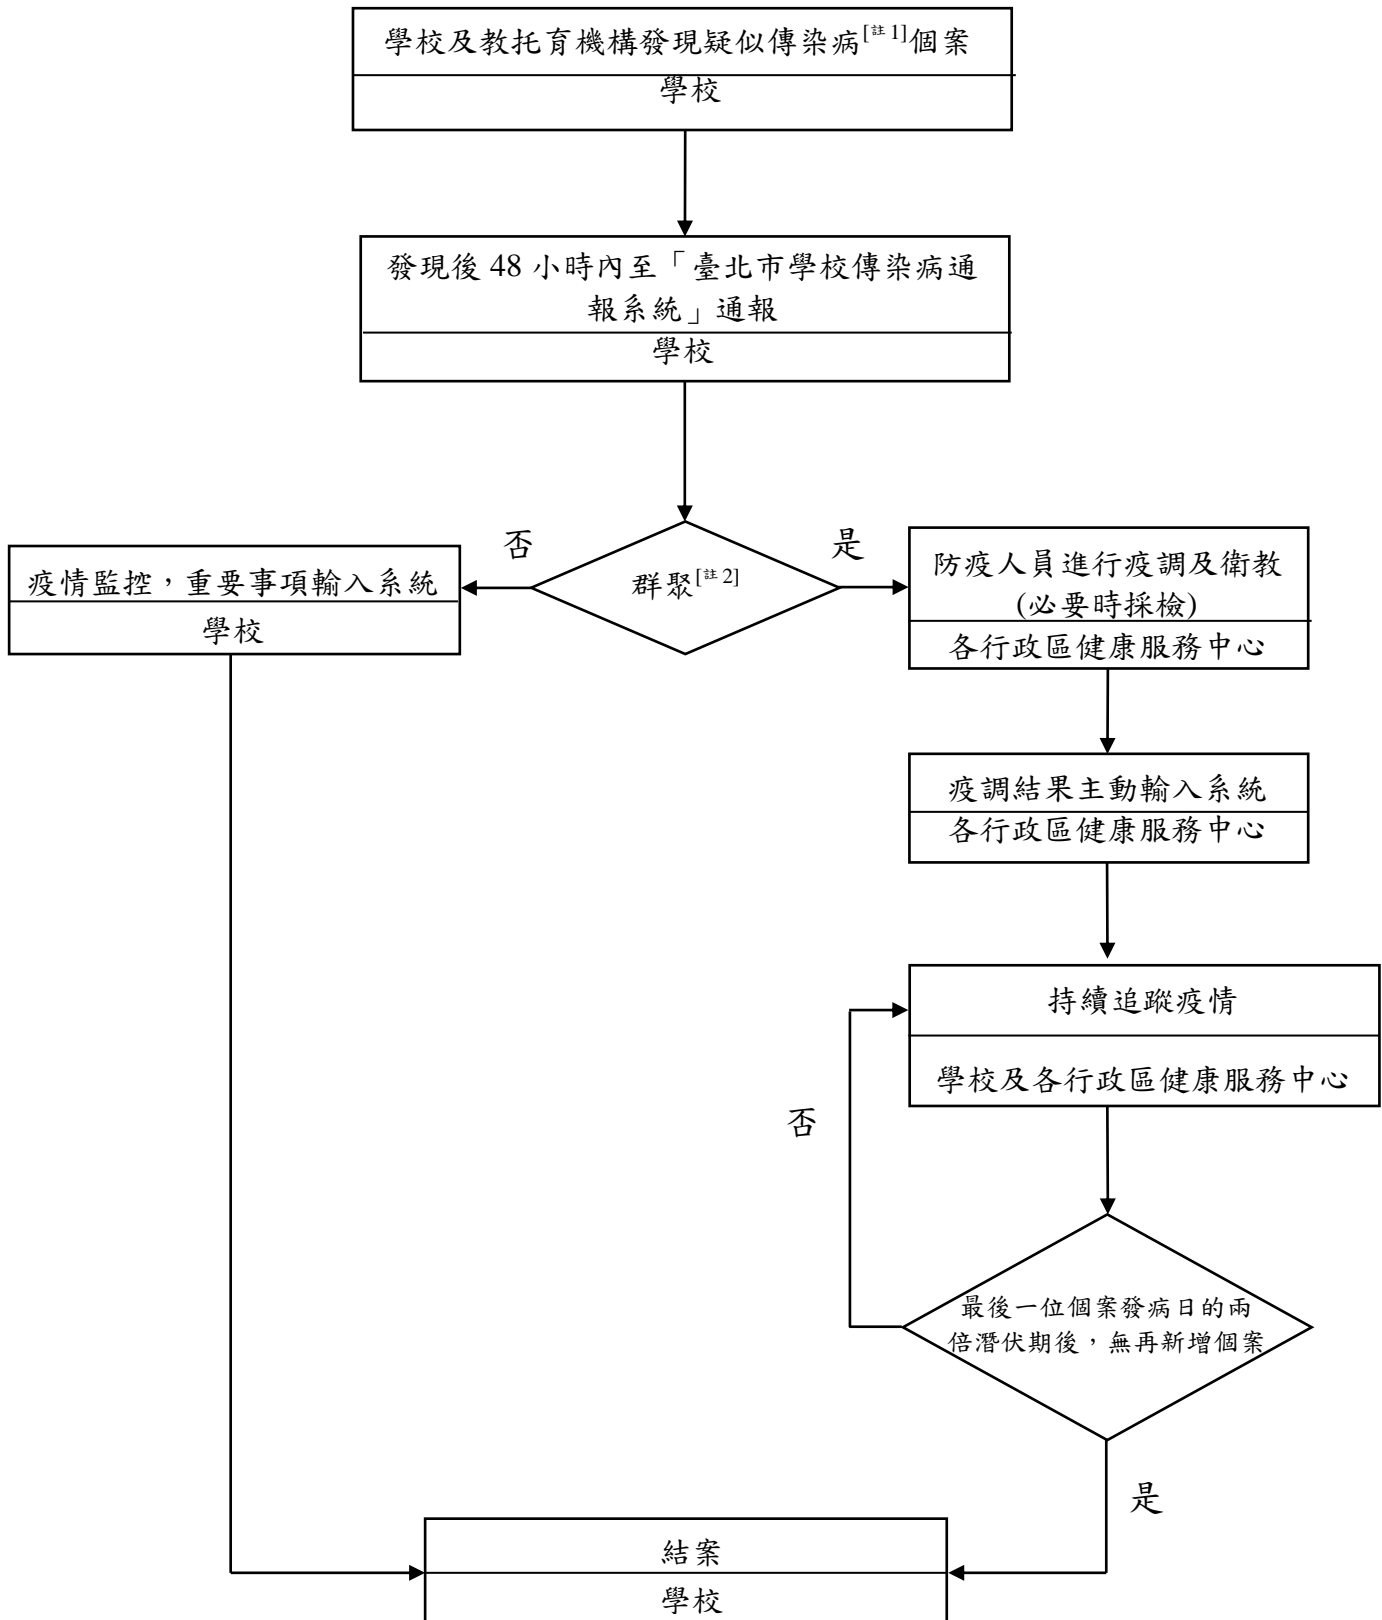 學校及教托育機構發現疑似傳染病[註1]個案
學校
發現後 48 小時內至「臺北市學校傳染病通
報系統」通報
學校
否
是
群聚[註2]
疫情監控，重要事項輸入系統
學校
防疫人員進行疫調及衛教
(必要時採檢)
各行政區健康服務中心
疫調結果主動輸入系統
各行政區健康服務中心
持續追蹤疫情
學校及各行政區健康服務中心
否
最後一位個案發病日的兩
倍潛伏期後，無再新增個案
是
結案
學校